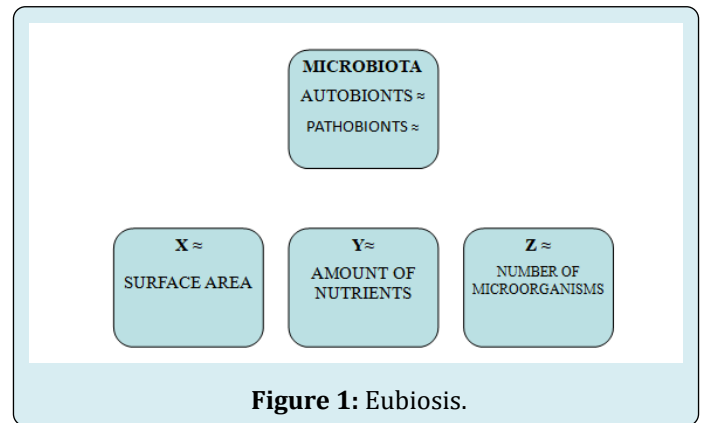 MICROBIOTA
AUTOBIONTS ≈
PATHOBIONTS ≈
X ≈
SURFACE AREA
Y≈
AMOUNT OF
NUTRIENTS
Z ≈
NUMBER OF
MICROORGANISMS
Figure 1: Eubiosis.